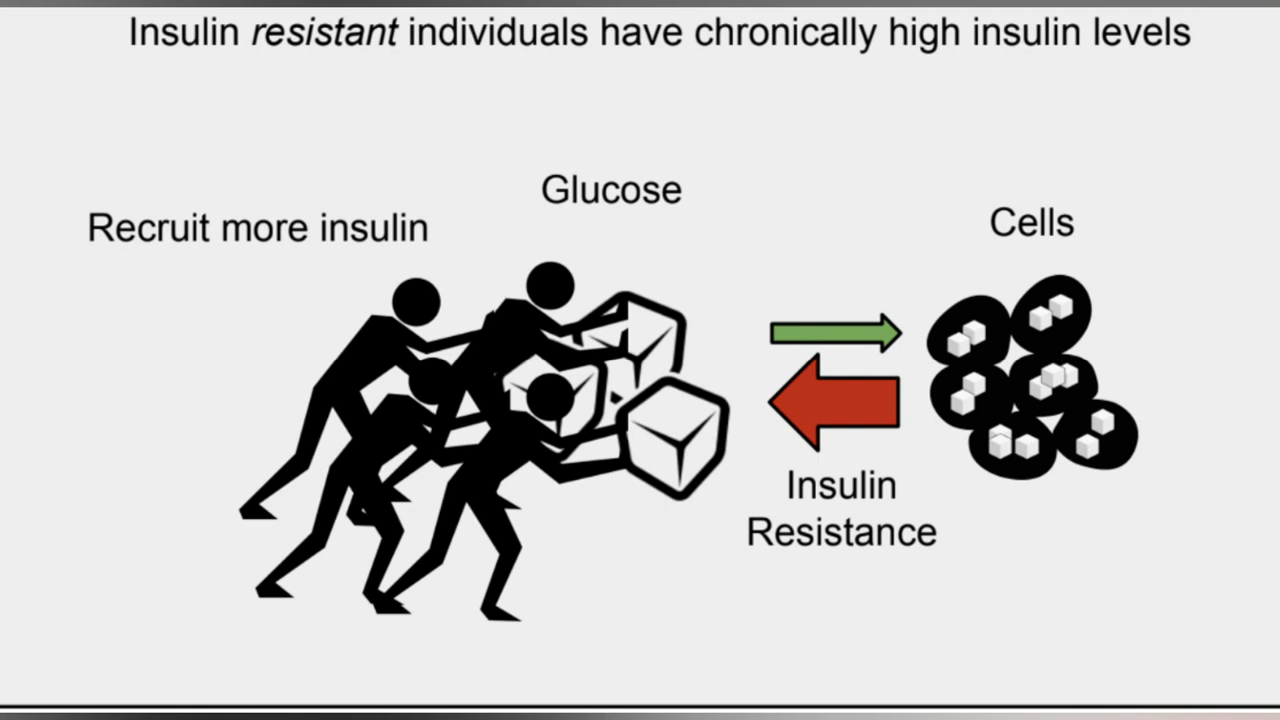 Insulin resistant individuals have chronically high insulin levels
Glucose
Recruit more insulin
Cells
Insulin
Resistance